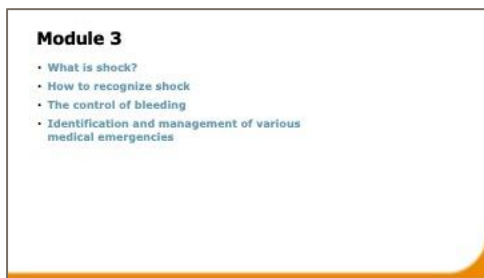 Module 3
• What is shock?
• How to recognize shock
• The control of bleeding
• Identification and management of various
medical emergencies